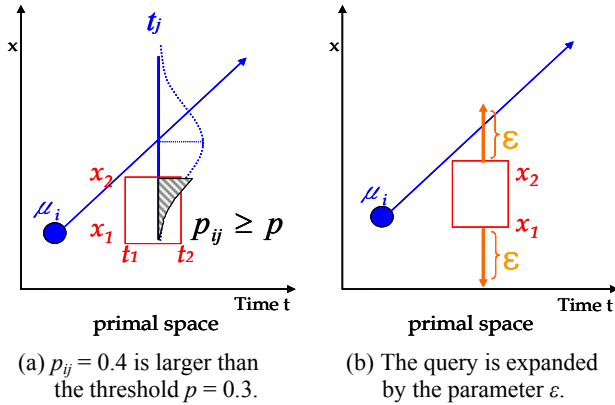 x
t_j
x_2
μ_i
x_1
t_1
t_2
p_ij ≥ p
Time t
primal space
(a) p_ij = 0.4 is larger than
the threshold p = 0.3.
x
ε
x_2
μ_i
x_1
ε
Time t
primal space
(b) The query is expanded
by the parameter ε.